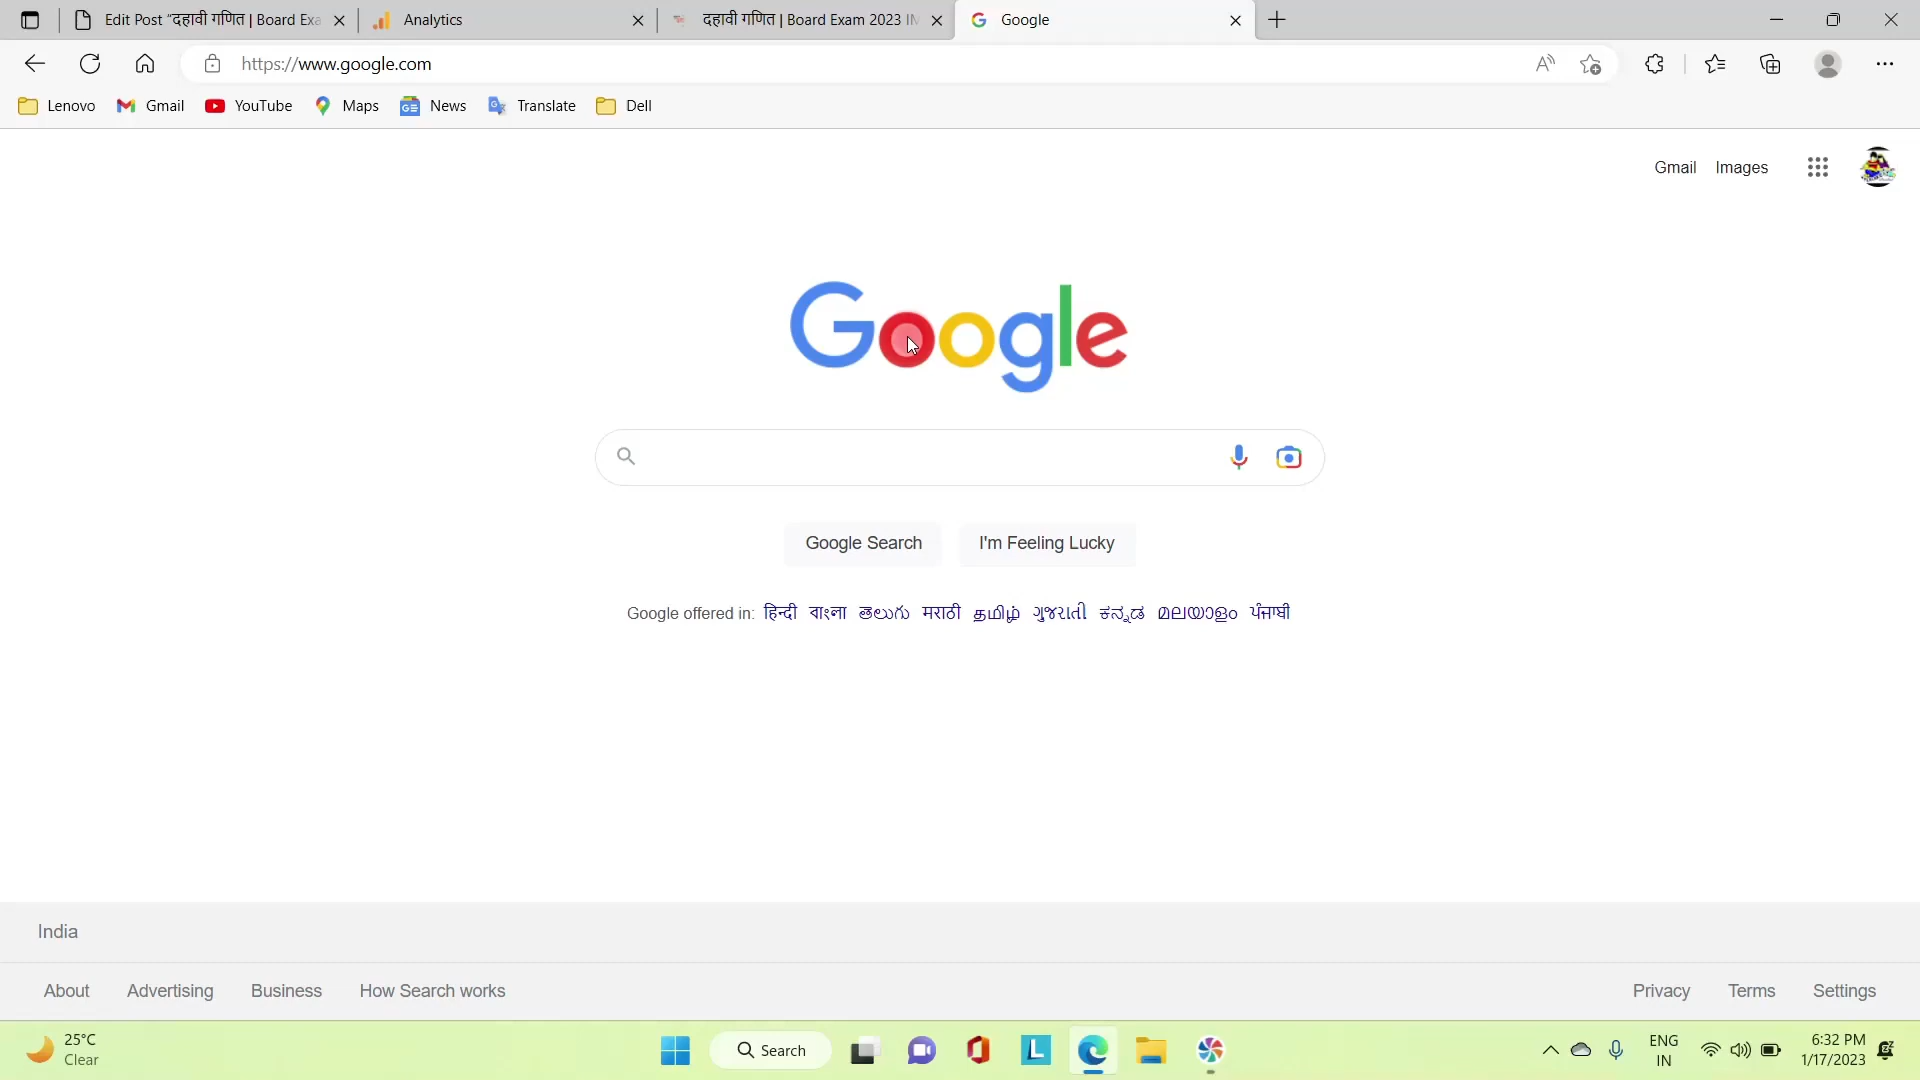 Edit Post “दहावी गणित | Board Exa
Analytics
दहावी गणित | Board Exam 2023 IN
Google
https://www.google.com
Lenovo Gmail YouTube Maps News Translate Dell
Gmail Images
Google
Google Search I'm Feeling Lucky
Google offered in: हिन्दी বাংলা తెలుగు मराठी தமிழ் ગુજરાતી ಕನ್ನಡ മലയാളം ਪੰਜਾਬੀ
India
About Advertising Business How Search works Privacy Terms Settings
25°C
Clear
Search
ENG
IN
6:32 PM
1/17/2023